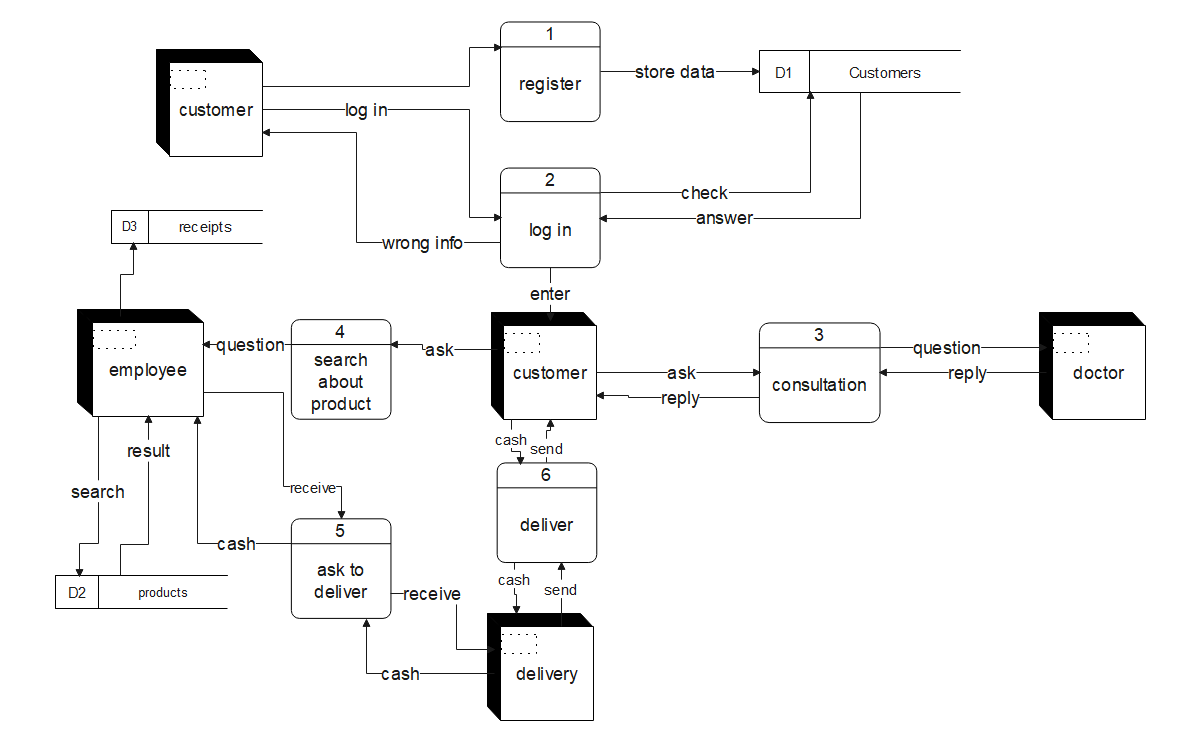 1
register
store data
D1
Customers
customer
log in
2
log in
check
answer
wrong info
D3
receipts
enter
employee
question
4
search
about
product
ask
customer
ask
reply
3
consultation
question
reply
doctor
result
search
cash
send
receive
6
deliver
5
ask to
deliver
cash
receive
cash
send
D2
products
cash
delivery